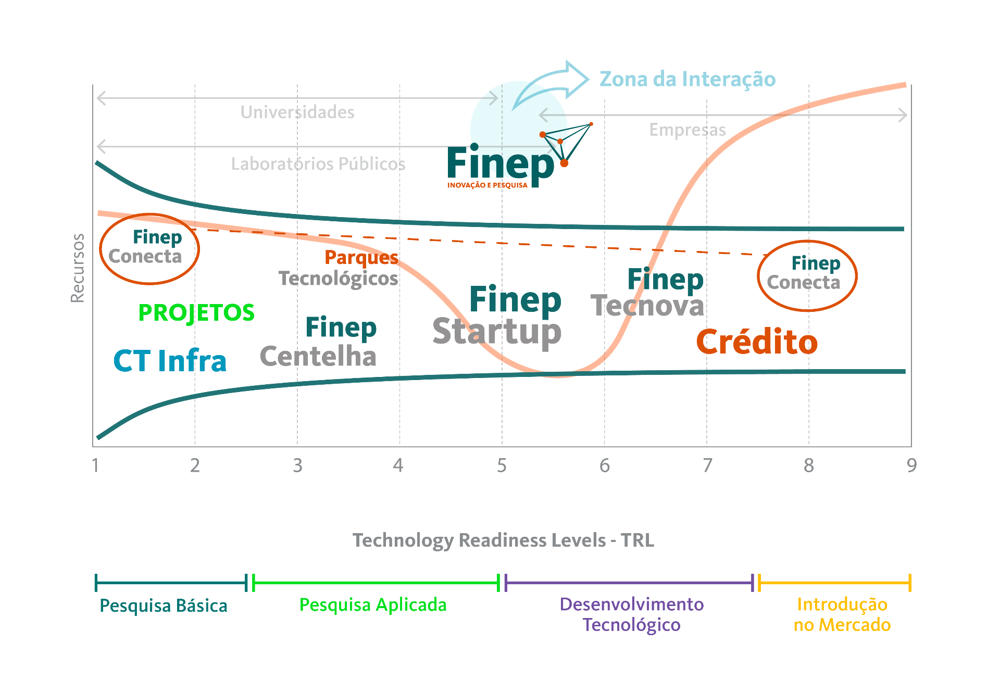 Zona da Interação
Universidades
Empresas
Laboratórios Públicos
Finep
INOVAÇÃO E PESQUISA
Recursos
Finep
Conecta
Parques
Tecnológicos
PROJETOS
CT Infra
Finep
Centelha
Finep
Startup
Finep
Tecnova
Crédito
Finep
Conecta
1 2 3 4 5 6 7 8 9
Technology Readiness Levels - TRL
Pesquisa Básica
Pesquisa Aplicada
Desenvolvimento
Tecnológico
Introdução
no Mercado